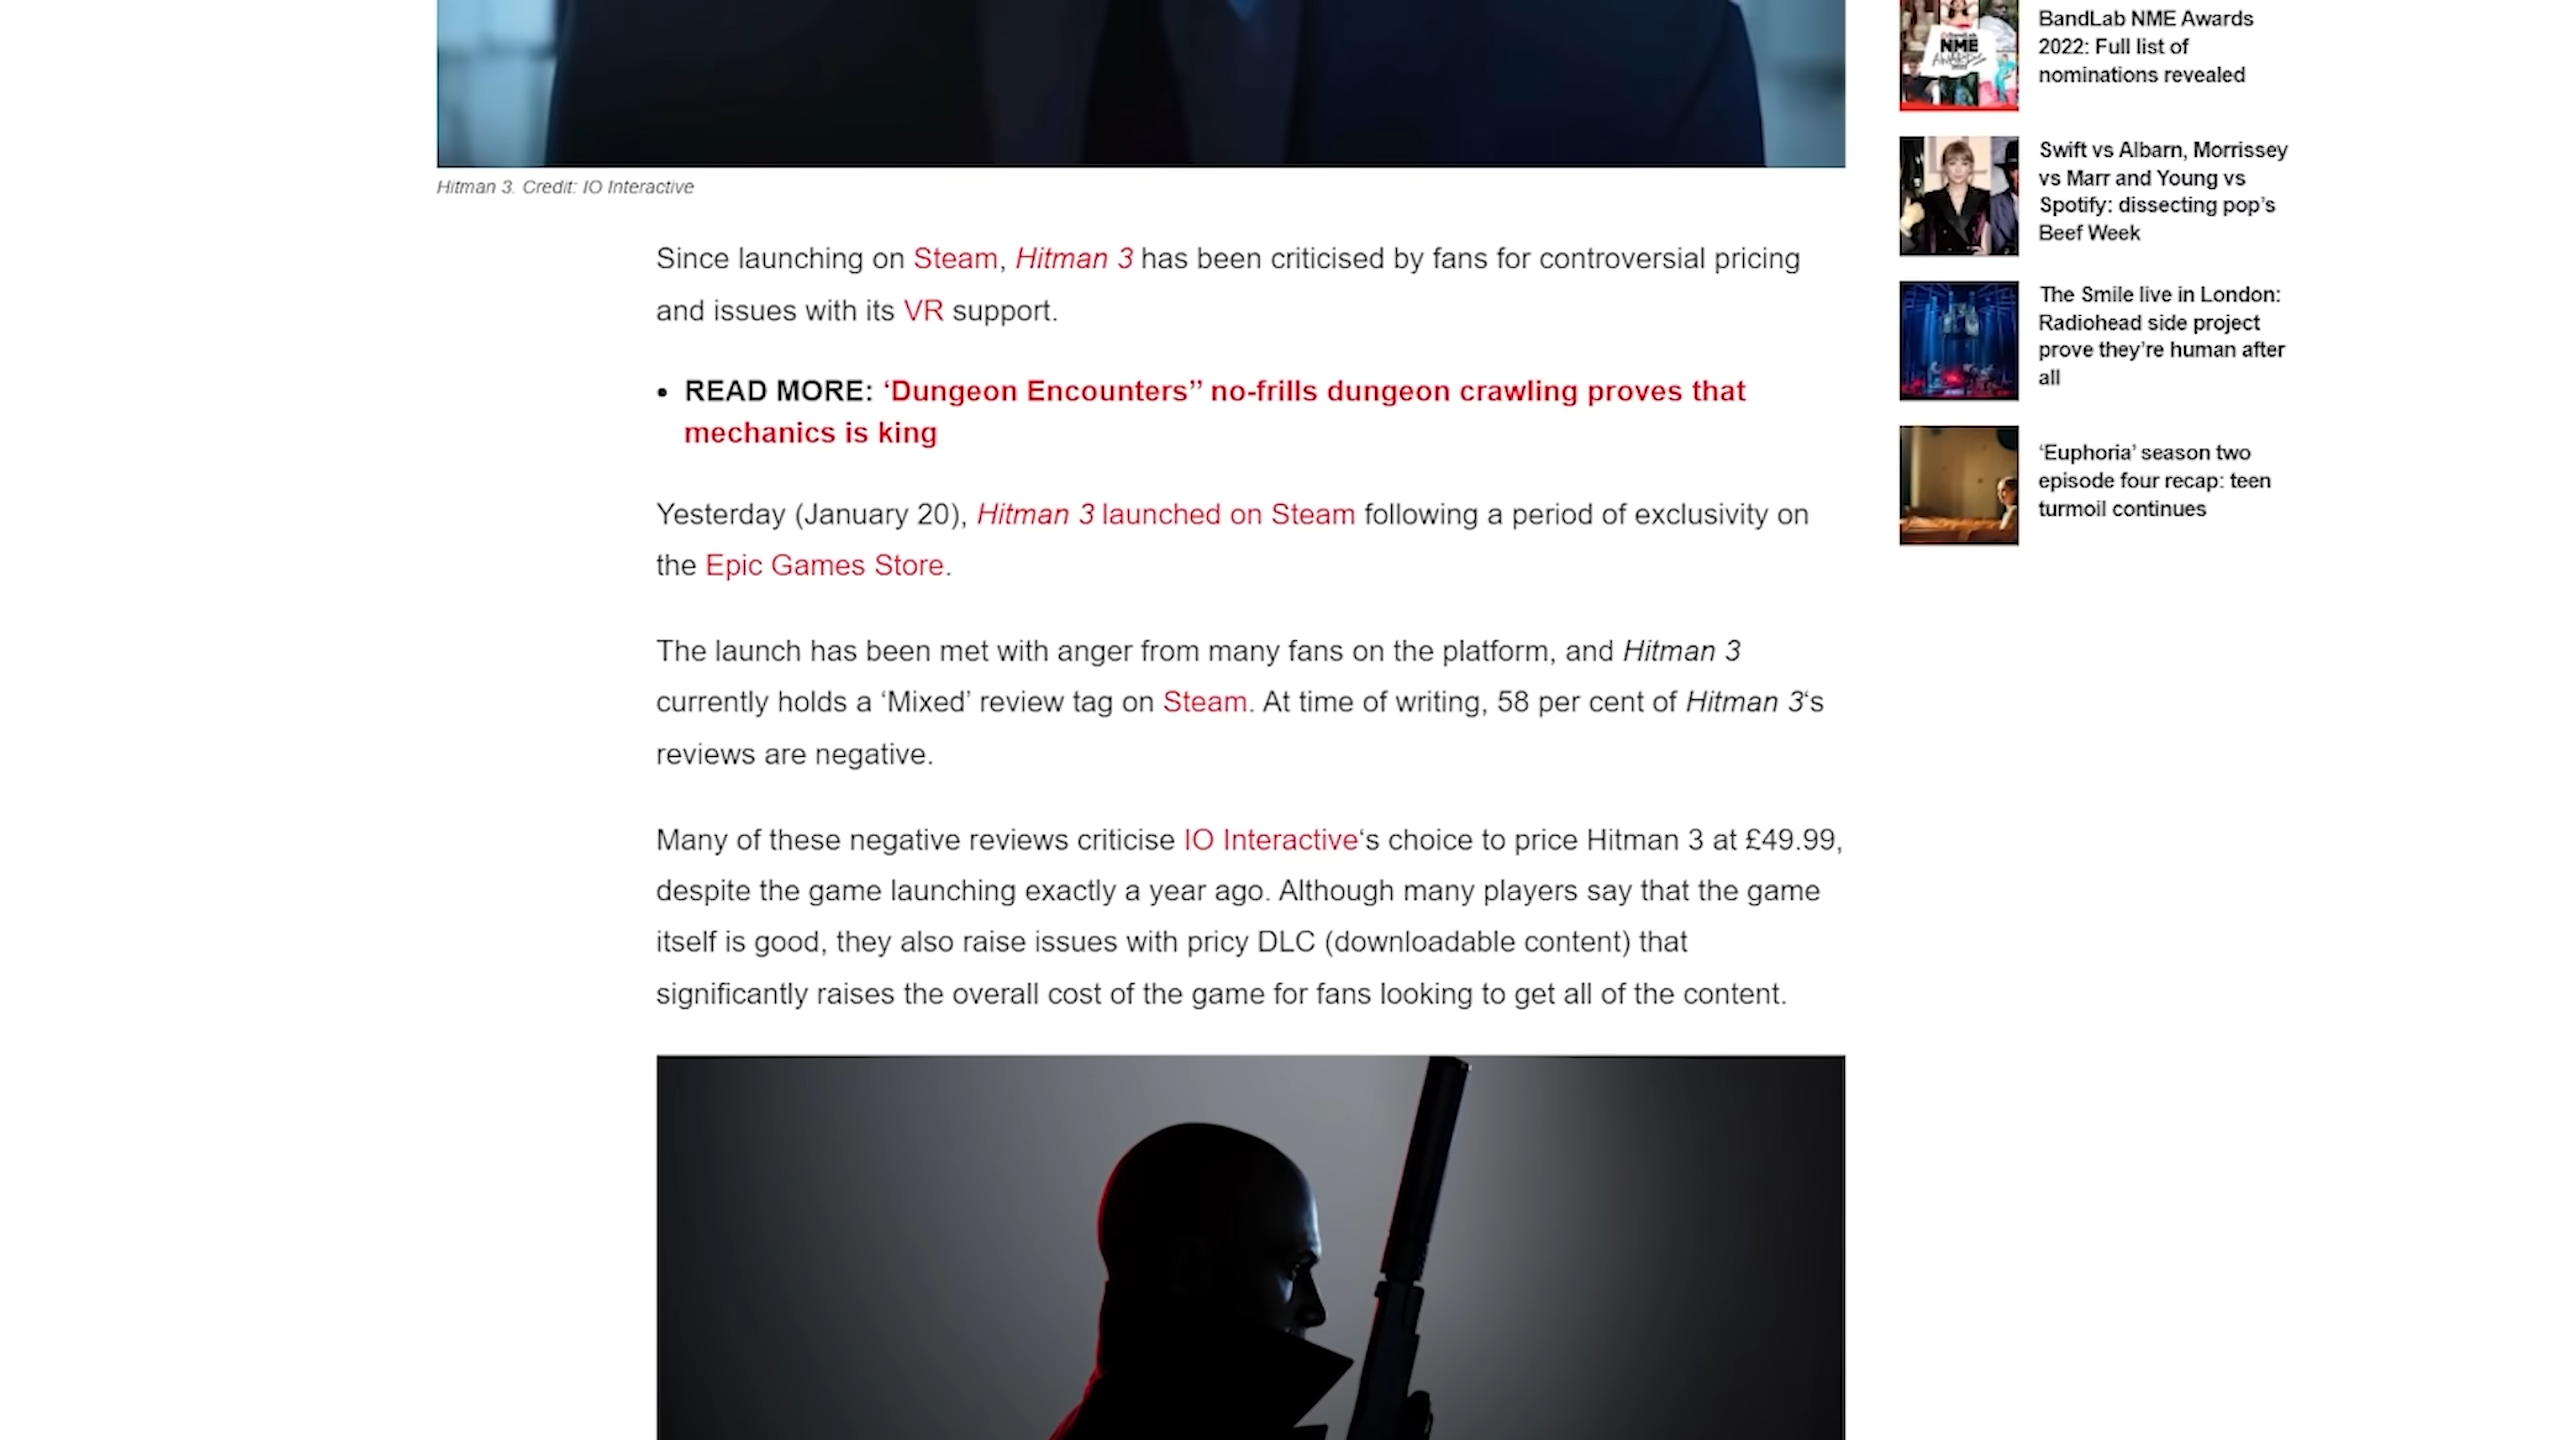 Hitman 3. Credit: IO Interactive
Since launching on Steam, Hitman 3 has been criticised by fans for controversial pricing
and issues with its VR support.
• READ MORE: ‘Dungeon Encounters’’ no-frills dungeon crawling proves that
mechanics is king
Yesterday (January 20), Hitman 3 launched on Steam following a period of exclusivity on
the Epic Games Store.
The launch has been met with anger from many fans on the platform, and Hitman 3
currently holds a ‘Mixed’ review tag on Steam. At time of writing, 58 per cent of Hitman 3‘s
reviews are negative.
Many of these negative reviews criticise IO Interactive‘s choice to price Hitman 3 at £49.99,
despite the game launching exactly a year ago. Although many players say that the game
itself is good, they also raise issues with pricy DLC (downloadable content) that
significantly raises the overall cost of the game for fans looking to get all of the content.
NME
BandLab NME Awards
2022: Full list of
nominations revealed
Swift vs Albarn, Morrissey
vs Marr and Young vs
Spotify: dissecting pop’s
Beef Week
The Smile live in London:
Radiohead side project
prove they’re human after
all
‘Euphoria’ season two
episode four recap: teen
turmoil continues